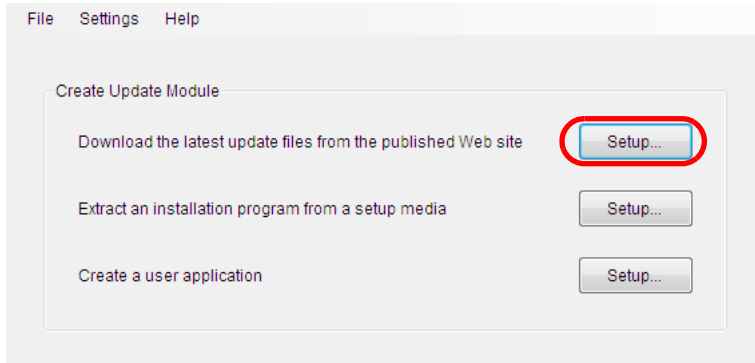 File Settings Help
Create Update Module
Download the latest update files from the published Web site Setup...
Extract an installation program from a setup media Setup...
Create a user application Setup...